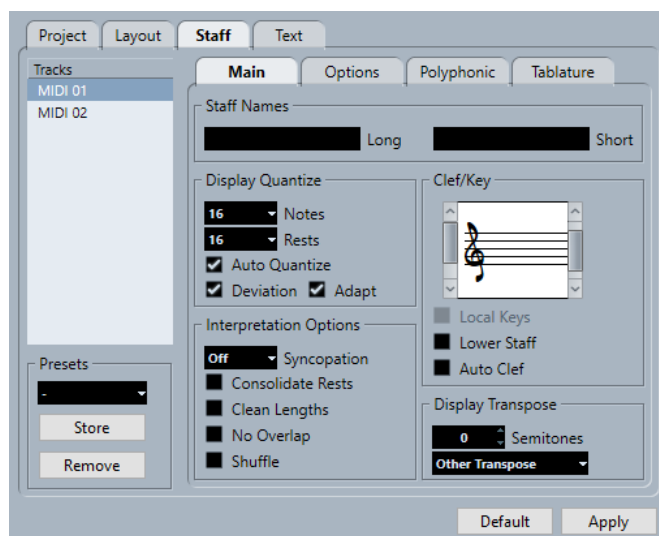 Project Layout Staff Text
Tracks
MIDI 01
MIDI 02
Presets
-
Store
Remove
Main Options Polyphonic Tablature
Staff Names
Long Short
Display Quantize
16 Notes
16 Rests
Auto Quantize
Deviation Adapt
Interpretation Options
Off Syncopation
Consolidate Rests
Clean Lengths
No Overlap
Shuffle
Clef/Key
Local Keys
Lower Staff
Auto Clef
Display Transpose
0 Semitones
Other Transpose
Default Apply